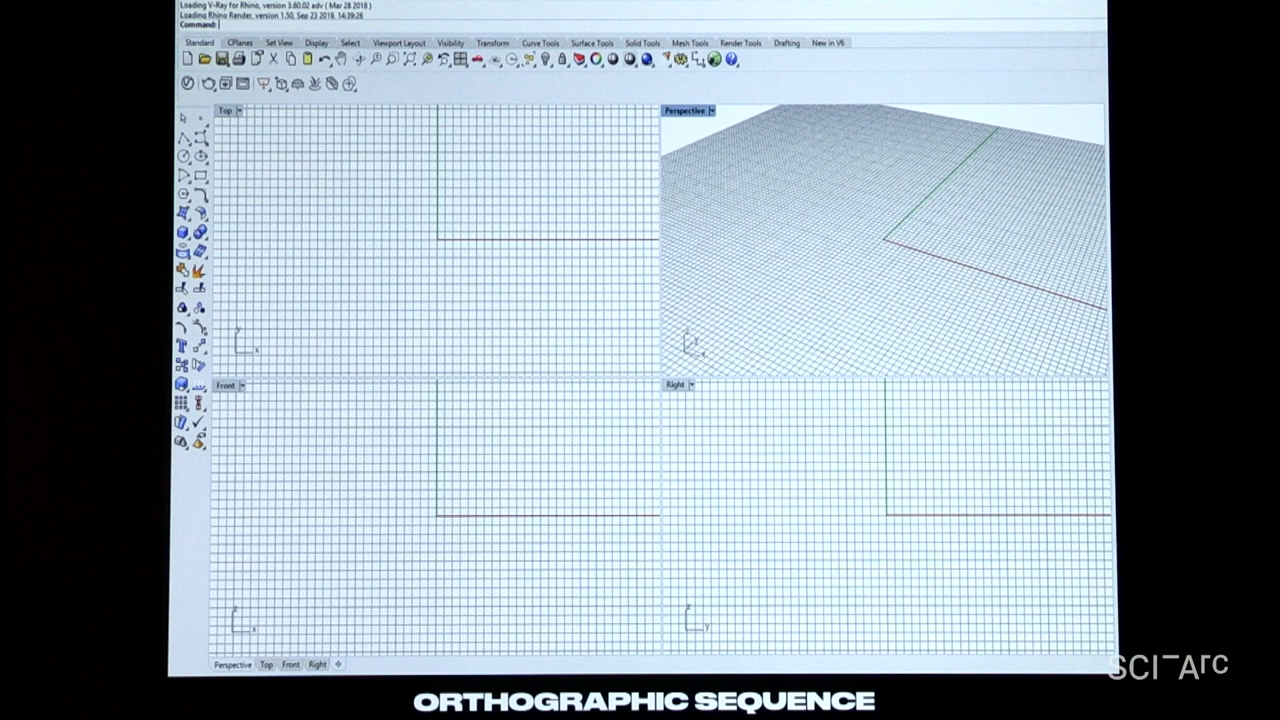 Loading V-Ray for Rhino, version 3.60.02 adv ( Mar 28 2018 )
Loading Rhino Render, version 1.50, Sep 23 2019, 14:39:26
Command:
Standard CPlanes Set View Display Select Viewport Layout Visibility Transform Curve Tools Surface Tools Solid Tools Mesh Tools Render Tools Drafting New in V6
Top
Perspective
y
x
z
y
x
Front
Right
z
x
z
y
Perspective Top Front Right
SCI-Arc
ORTHOGRAPHIC SEQUENCE